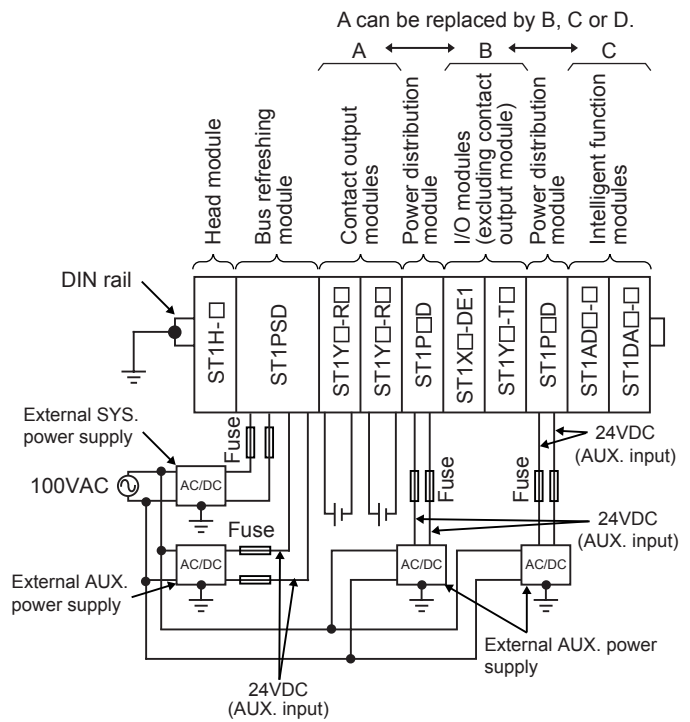 A can be replaced by B, C or D.
A
B
C
Head module
Bus refreshing
module
Contact output
modules
Power distribution
module
I/O modules
(excluding contact
output module)
Power distribution
module
Intelligent function
modules
DIN rail
ST1H-□
ST1PSD
ST1Y□-R□
ST1Y□-R□
ST1P□D
ST1X□-DE1
ST1Y□-T□
ST1P□D
ST1AD□-□
ST1DA□-□
External SYS.
power supply
Fuse
Fuse
Fuse
24VDC
(AUX. input)
100VAC
AC/DC
24VDC
(AUX. input)
Fuse
AC/DC
AC/DC
AC/DC
External AUX.
power supply
External AUX. power
supply
24VDC
(AUX. input)